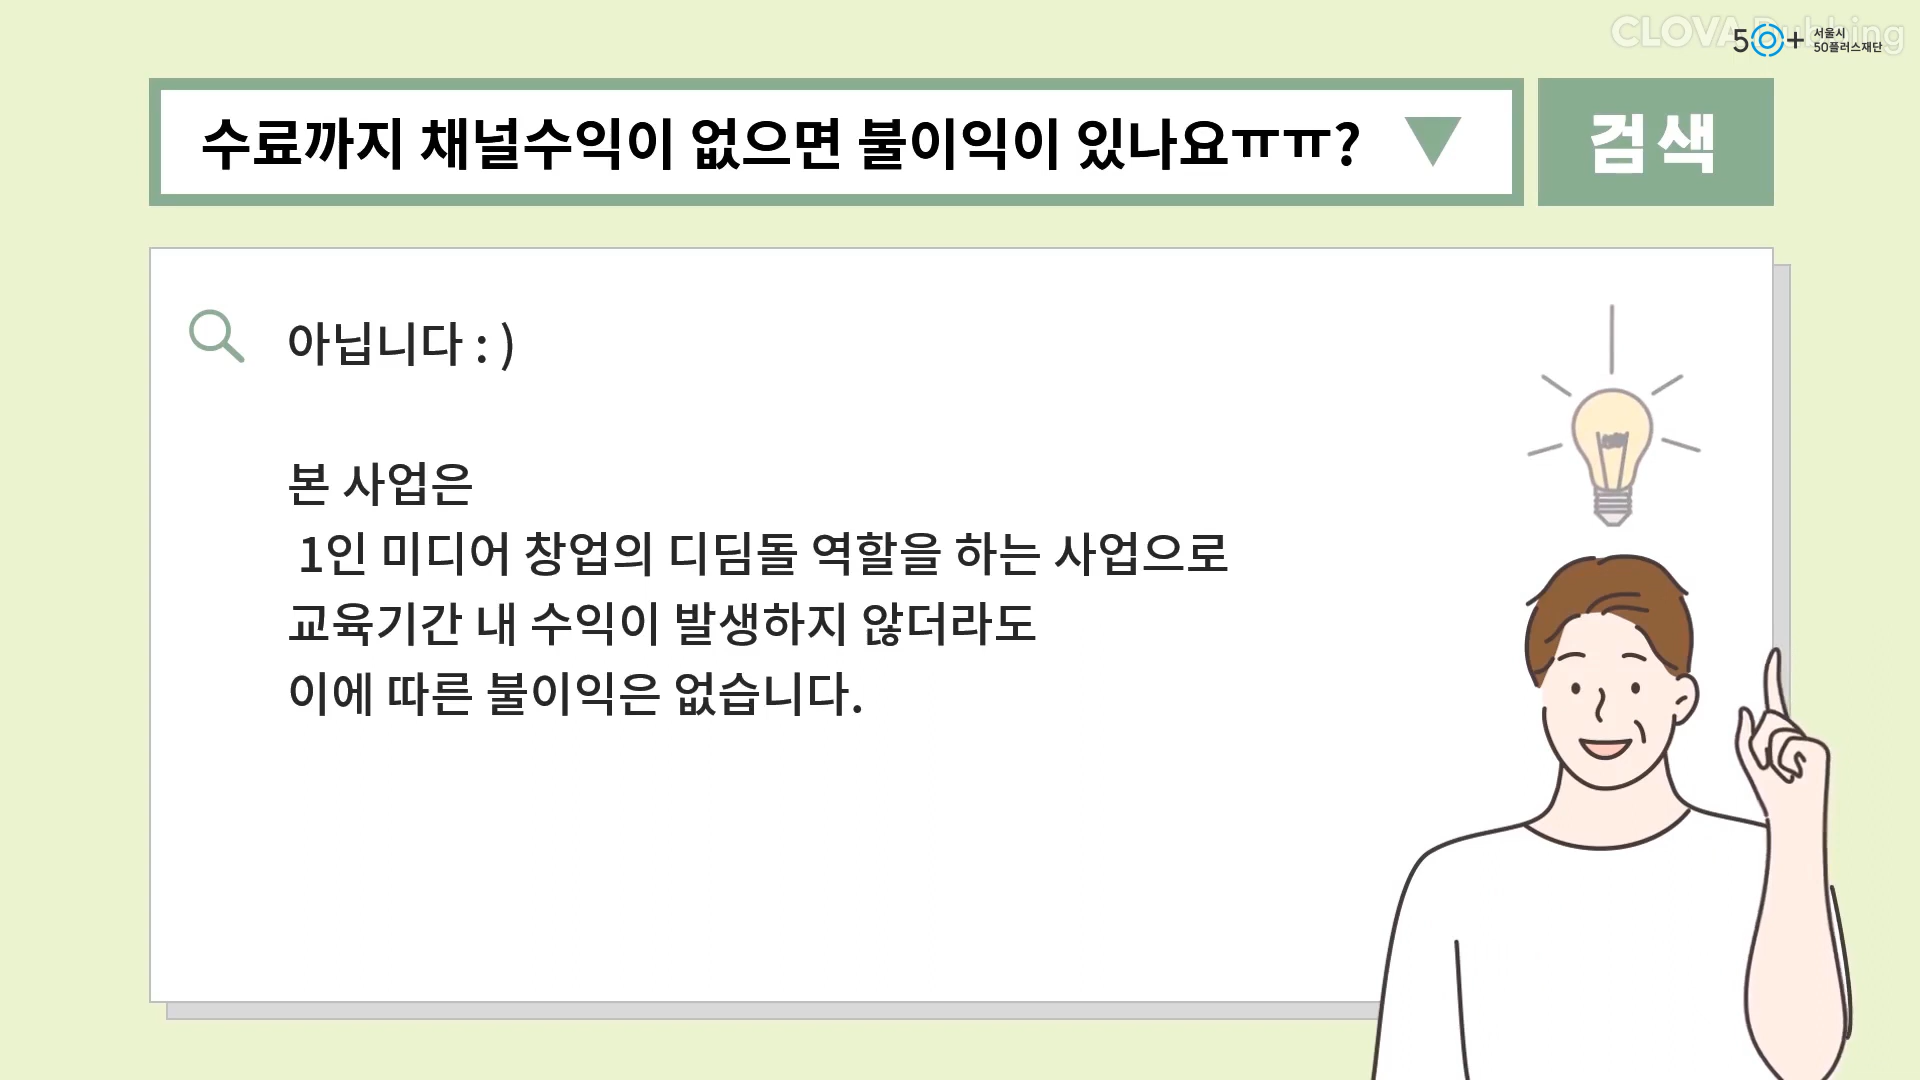 CLOVA Dubbing
50+ 서울시
50플러스재단
수료까지 채널수익이 없으면 불이익이 있나요ㅠㅠ?
검색
아닙니다 : )
본 사업은
1인 미디어 창업의 디딤돌 역할을 하는 사업으로
교육기간 내 수익이 발생하지 않더라도
이에 따른 불이익은 없습니다.